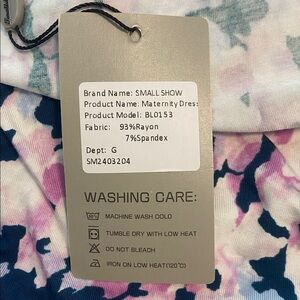 Brand Name: SMALL SHOW
Product Name: Maternity Dress
Product Model: BL0153
Fabric: 93%Rayon
7%Spandex
Dept: G
SM2403204
WASHING CARE:
MACHINE WASH COLD
TUMBLE DRY WITH LOW HEAT
DO NOT BLEACH
IRON ON LOW HEAT(120℃)